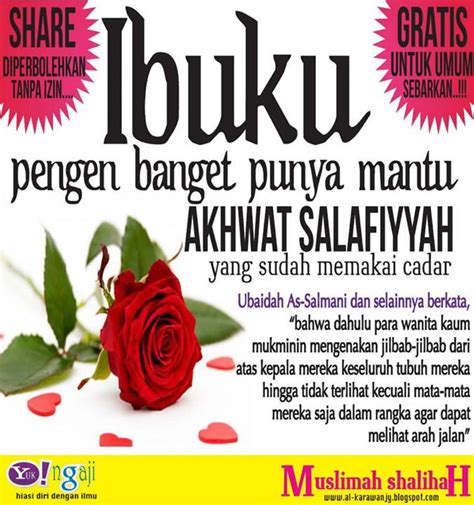 SHARE
DIPERBOLEHKAN
TANPA IZIN....
GRATIS
UNTUK UMUM
SEBARKAN..!!!
Ibuku
pengen banget punya mantu
AKHWAT SALAFIYYAH
yang sudah memakai cadar
Ubaidah As-Salmani dan selainnya berkata,
"bahwa dahulu para wanita kaum
mukminin mengenakan jilbab-jilbab dari
atas kepala mereka keseluruh tubuh mereka
hingga tidak terlihat kecuali mata-mata
mereka saja dalam rangka agar dapat
melihat arah jalan"
YUK! ngaji
hiasi diri dengan ilmu
Muslimah shalihaH
www.al-karawanjy.blogspot.com